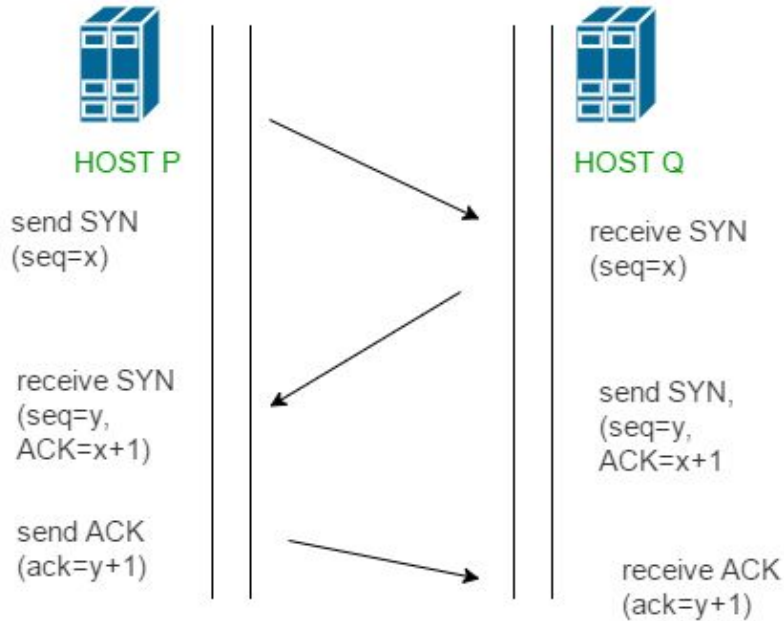 HOST P
HOST Q
send SYN
(seq=x)
receive SYN
(seq=x)
receive SYN
(seq=y,
ACK=x+1)
send SYN,
(seq=y,
ACK=x+1
send ACK
(ack=y+1)
receive ACK
(ack=y+1)